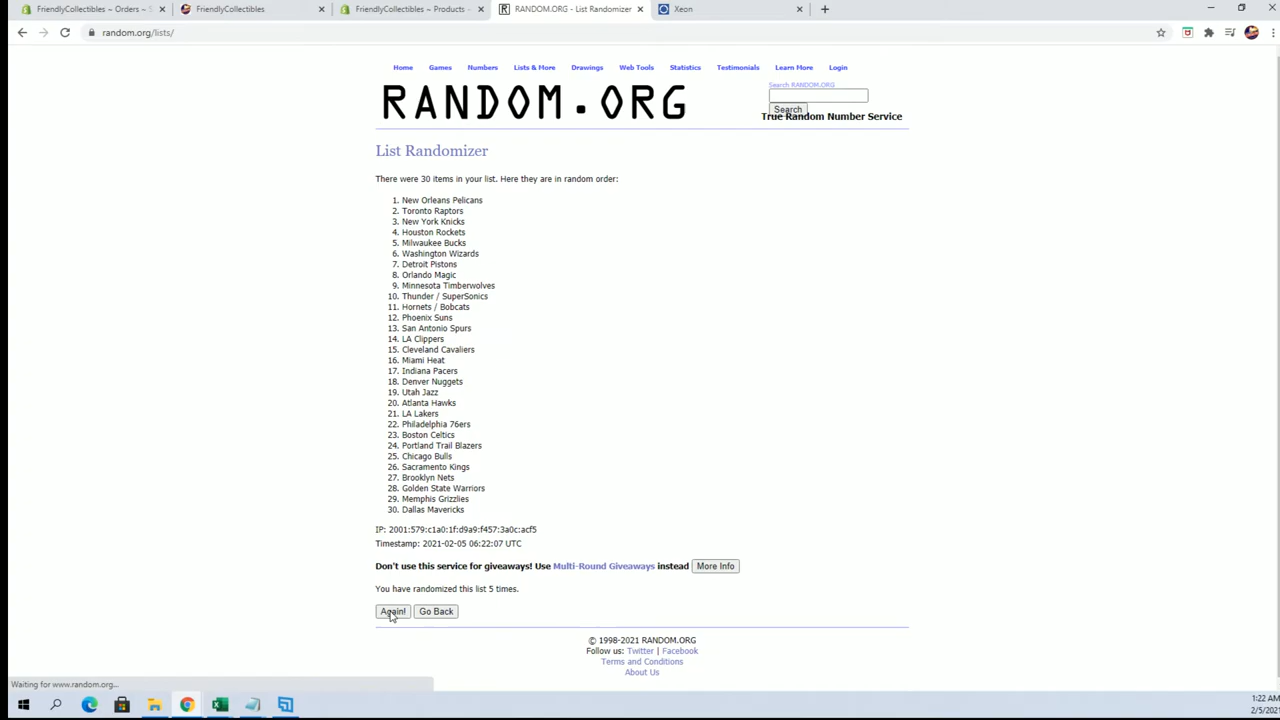 FriendlyCollectibles ~ Orders ~ S
FriendlyCollectibles
FriendlyCollectibles ~ Products ~
RANDOM.ORG - List Randomizer
Xeon
random.org/lists/
Home Games Numbers Lists & More Drawings Web Tools Statistics Testimonials Learn More Login
RANDOM.ORG
Search RANDOM.ORG
Search
True Random Number Service
List Randomizer
There were 30 items in your list. Here they are in random order:
1. New Orleans Pelicans
2. Toronto Raptors
3. New York Knicks
4. Houston Rockets
5. Milwaukee Bucks
6. Washington Wizards
7. Detroit Pistons
8. Orlando Magic
9. Minnesota Timberwolves
10. Thunder / SuperSonics
11. Hornets / Bobcats
12. Phoenix Suns
13. San Antonio Spurs
14. LA Clippers
15. Cleveland Cavaliers
16. Miami Heat
17. Indiana Pacers
18. Denver Nuggets
19. Utah Jazz
20. Atlanta Hawks
21. LA Lakers
22. Philadelphia 76ers
23. Boston Celtics
24. Portland Trail Blazers
25. Chicago Bulls
26. Sacramento Kings
27. Brooklyn Nets
28. Golden State Warriors
29. Memphis Grizzlies
30. Dallas Mavericks
IP: 2001:579:c1a0:1f:d9a9:f457:3a0c:acf5
Timestamp: 2021-02-05 06:22:07 UTC
Don't use this service for giveaways! Use Multi-Round Giveaways instead More Info
You have randomized this list 5 times.
Again! Go Back
© 1998-2021 RANDOM.ORG
Follow us: Twitter | Facebook
Terms and Conditions
About Us
Waiting for www.random.org...
1:22 AM
2/5/2021